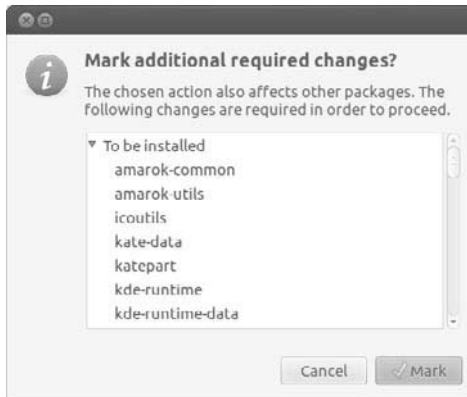 Mark additional required changes?
The chosen action also affects other packages. The
following changes are required in order to proceed.
To be installed
amarok-common
amarok-utils
icoutils
kate-data
katepart
kde-runtime
kde-runtime-data
Cancel
Mark